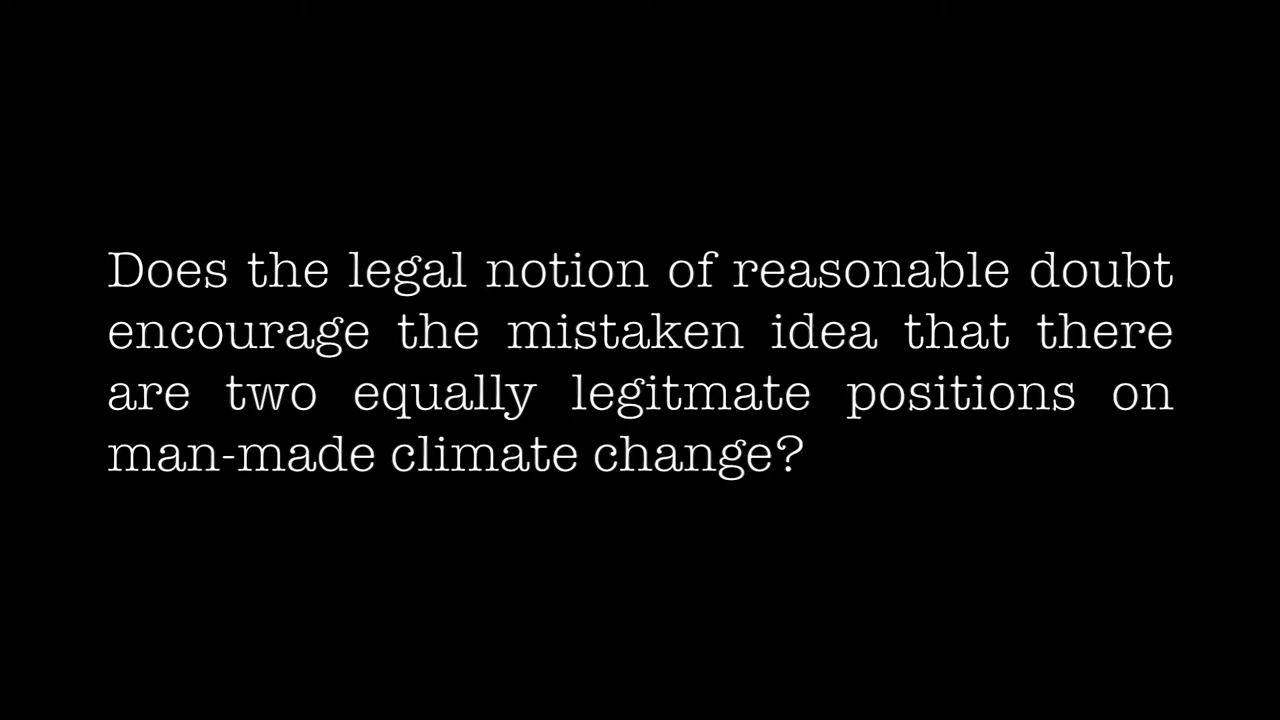 Does the legal notion of reasonable doubt
encourage the mistaken idea that there
are two equally legitmate positions on
man-made climate change?